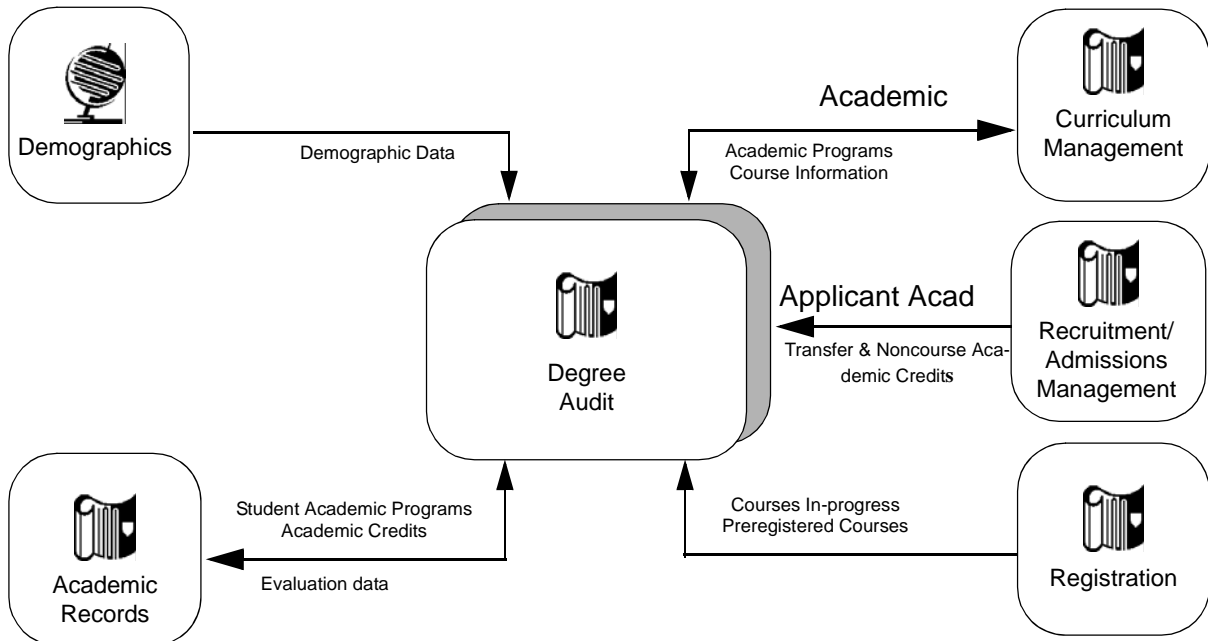 Demographics
Demographic Data
Academic
Academic Programs
Course Information
Curriculum
Management
Degree
Audit
Applicant Acad
Transfer & Noncourse Aca-
demic Credits
Recruitment/
Admissions
Management
Academic
Records
Student Academic Programs
Academic Credits
Evaluation data
Courses In-progress
Preregistered Courses
Registration